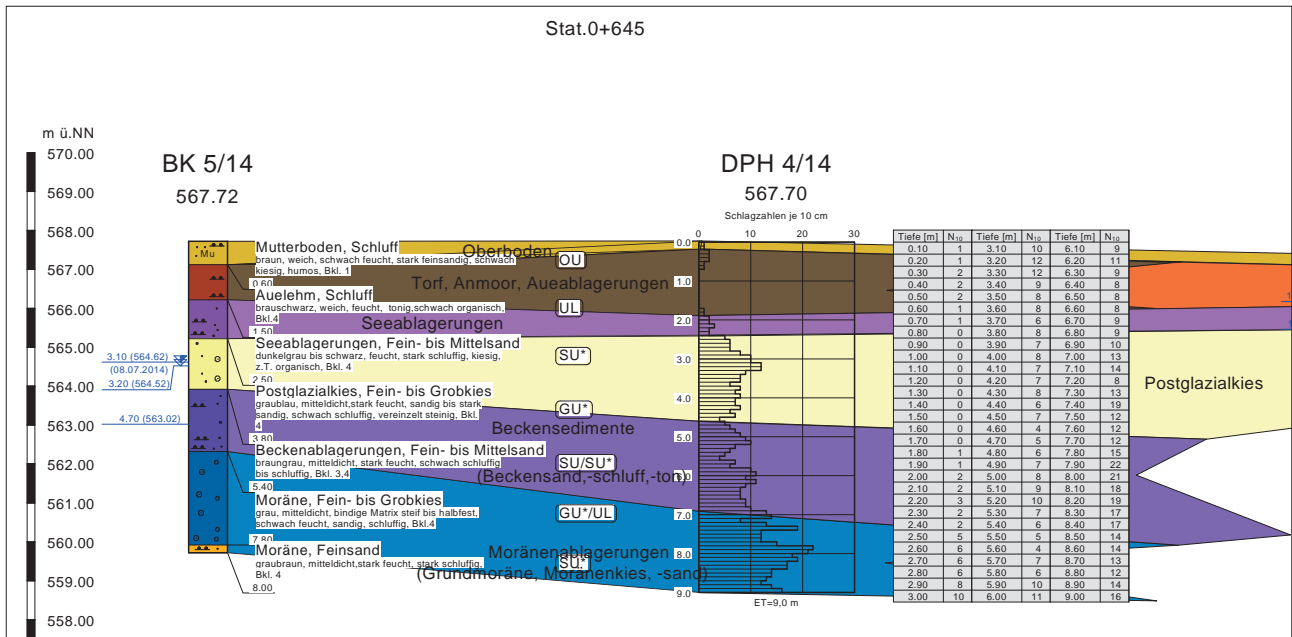 Stat.0+645
m ü.NN
570.00
569.00
568.00
567.00
566.00
565.00
564.00
563.00
562.00
561.00
560.00
559.00
558.00
BK 5/14
567.72
DPH 4/14
567.70
Schlagzahlen je 10 cm
0 10 20 30
0.0
1.0
2.0
3.0
4.0
5.0
6.0
7.0
8.0
9.0
ET=9,0 m
Mu
3.10 (564.62)
(08.07.2014)
3.20 (564.52)
4.70 (563.02)
Mutterboden, Schluff
braun, weich, schwach feucht, stark feinsandig, schwach
kiesig, humos, Bkl. 1
0.60
Auelehm, Schluff
brauschwarz, weich, feucht, tonig,schwach organisch,
Bkl.4
1.50
Seeablagerungen, Fein- bis Mittelsand
dunkelgrau bis schwarz, feucht, stark schluffig, kiesig,
z.T. organisch, Bkl. 4
2.50
Postglazialkies, Fein- bis Grobkies
graublau, mitteldicht,stark feucht, sandig bis stark
sandig, schwach schluffig, vereinzelt steinig, Bkl.
4
3.80
Beckenablagerung, Fein- bis Mittelsand
braungrau, mitteldicht, stark feucht, schwach schluffig
bis schluffig, Bkl. 3,4
5.40
Moräne, Fein- bis Grobkies
grau, mitteldicht, bindige Matrix steif bis halbfest,
schwach feucht, sandig, schluffig, Bkl.4
7.80
Moräne, Feinsand
graubraun, mitteldicht,stark feucht, stark schluffig,
Bkl. 4
8.00
OU
UL
SU*
GU*
SU/SU*
GU*/UL
SU*
Oberboden
Torf, Anmoor, Aueablagerungen
Seeablagerungen
Beckensedimente
(Beckensand,-schluff,-ton)
Moränenablagerungen
(Grundmoräne, Moränenkies, -sand)
Postglazialkies
Tiefe [m] N10 Tiefe [m] N10 Tiefe [m] N10
0.10 1 3.10 10 6.10 9
0.20 1 3.20 12 6.20 11
0.30 2 3.30 12 6.30 9
0.40 2 3.40 9 6.40 8
0.50 2 3.50 8 6.50 8
0.60 1 3.60 8 6.60 8
0.70 1 3.70 6 6.70 9
0.80 0 3.80 8 6.80 9
0.90 0 3.90 7 6.90 10
1.00 0 4.00 8 7.00 13
1.10 0 4.10 7 7.10 14
1.20 0 4.20 7 7.20 8
1.30 0 4.30 8 7.30 13
1.40 0 4.40 6 7.40 19
1.50 0 4.50 7 7.50 12
1.60 0 4.60 4 7.60 12
1.70 0 4.70 5 7.70 12
1.80 1 4.80 6 7.80 15
1.90 1 4.90 7 7.90 22
2.00 2 5.00 8 8.00 21
2.10 2 5.10 9 8.10 18
2.20 3 5.20 10 8.20 19
2.30 2 5.30 7 8.30 17
2.40 2 5.40 6 8.40 17
2.50 5 5.50 5 8.50 14
2.60 6 5.60 4 8.60 14
2.70 6 5.70 7 8.70 13
2.80 6 5.80 6 8.80 12
2.90 8 5.90 10 8.90 14
3.00 10 6.00 11 9.00 16